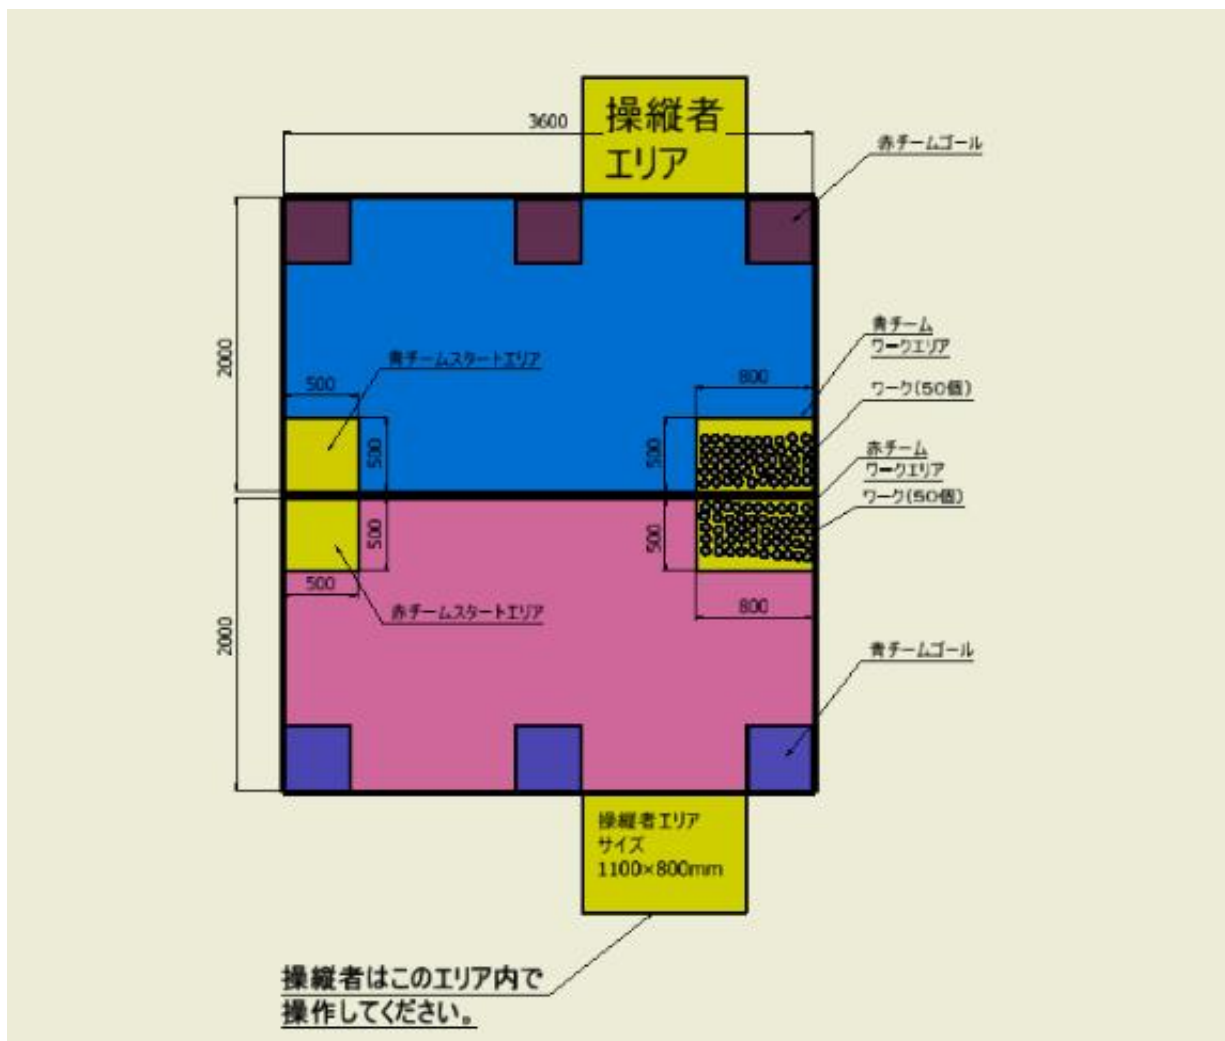 操縦者
エリア
3600
赤チームゴール
2000
青チーム
ワークエリア
青チームスタートエリア
500
800
ワーク(50個)
500
500
赤チーム
ワークエリア
ワーク(50個)
500
500
500
800
赤チームスタートエリア
2000
青チームゴール
操縦者エリア
サイズ
1100×800mm
操縦者はこのエリア内で
操作してください。